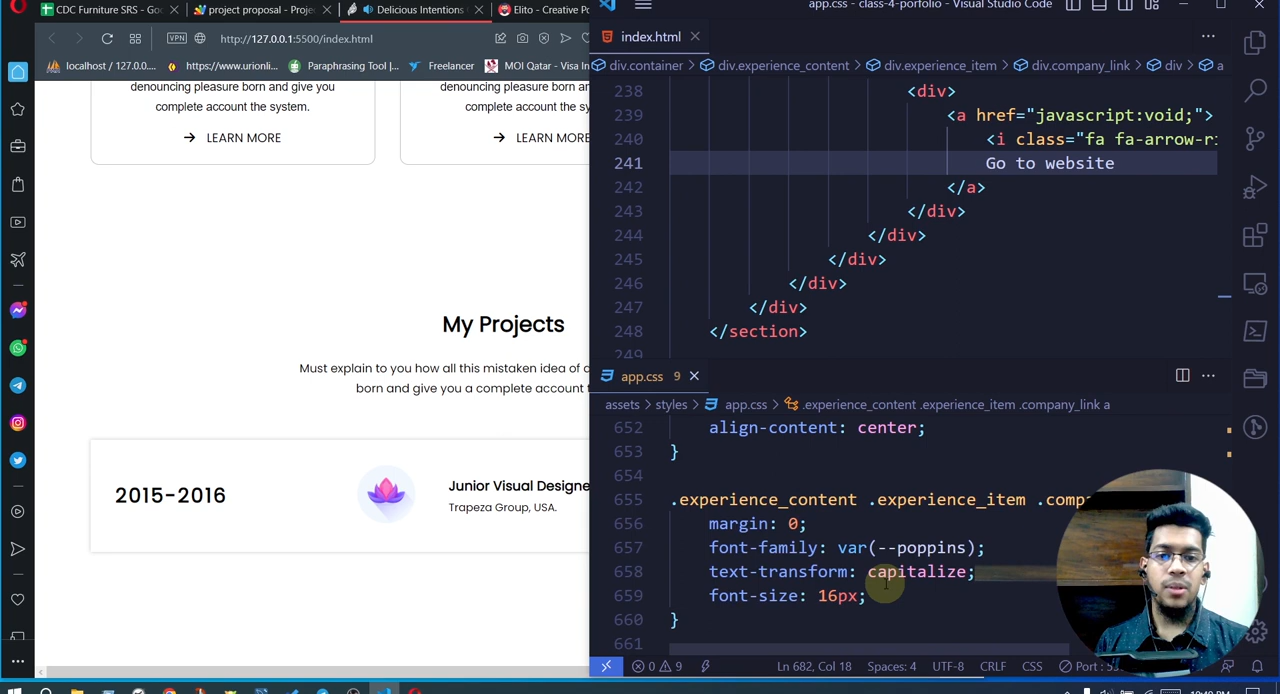 CDC Furniture SRS - Goo
project proposal - Proje
Delicious Intentions
Elito - Creative Po
app.css - class-4-porfolio - Visual Studio Code
VPN
http://127.0.0.1:5500/index.html
localhost / 127.0.0....
https://www.urionli...
Paraphrasing Tool |...
Freelancer
MOI Qatar - Visa In
index.html
div.container > div.experience_content > div.experience_item > div.company_link > div > a
denouncing pleasure born and give you
complete account the system.
LEARN MORE
denouncing pleasure born and give you
complete account the system.
LEARN MORE
My Projects
Must explain to you how all this mistaken idea of d
born and give you a complete account t
2015-2016
Junior Visual Designe
Trapeza Group, USA.
238 <div>
239 <a href="javascript:void;">
240 <i class="fa fa-arrow-ri
241 Go to website
242 </a>
243 </div>
244 </div>
245 </div>
246 </div>
247 </div>
248 </section>
249
app.css 9
assets > styles > app.css > .experience_content .experience_item .company_link a
652 align-content: center;
653 }
654
655 .experience_content .experience_item .compa
656 margin: 0;
657 font-family: var(--poppins);
658 text-transform: capitalize;
659 font-size: 16px;
660 }
661
0 9
Ln 682, Col 18
Spaces: 4
UTF-8
CRLF
CSS